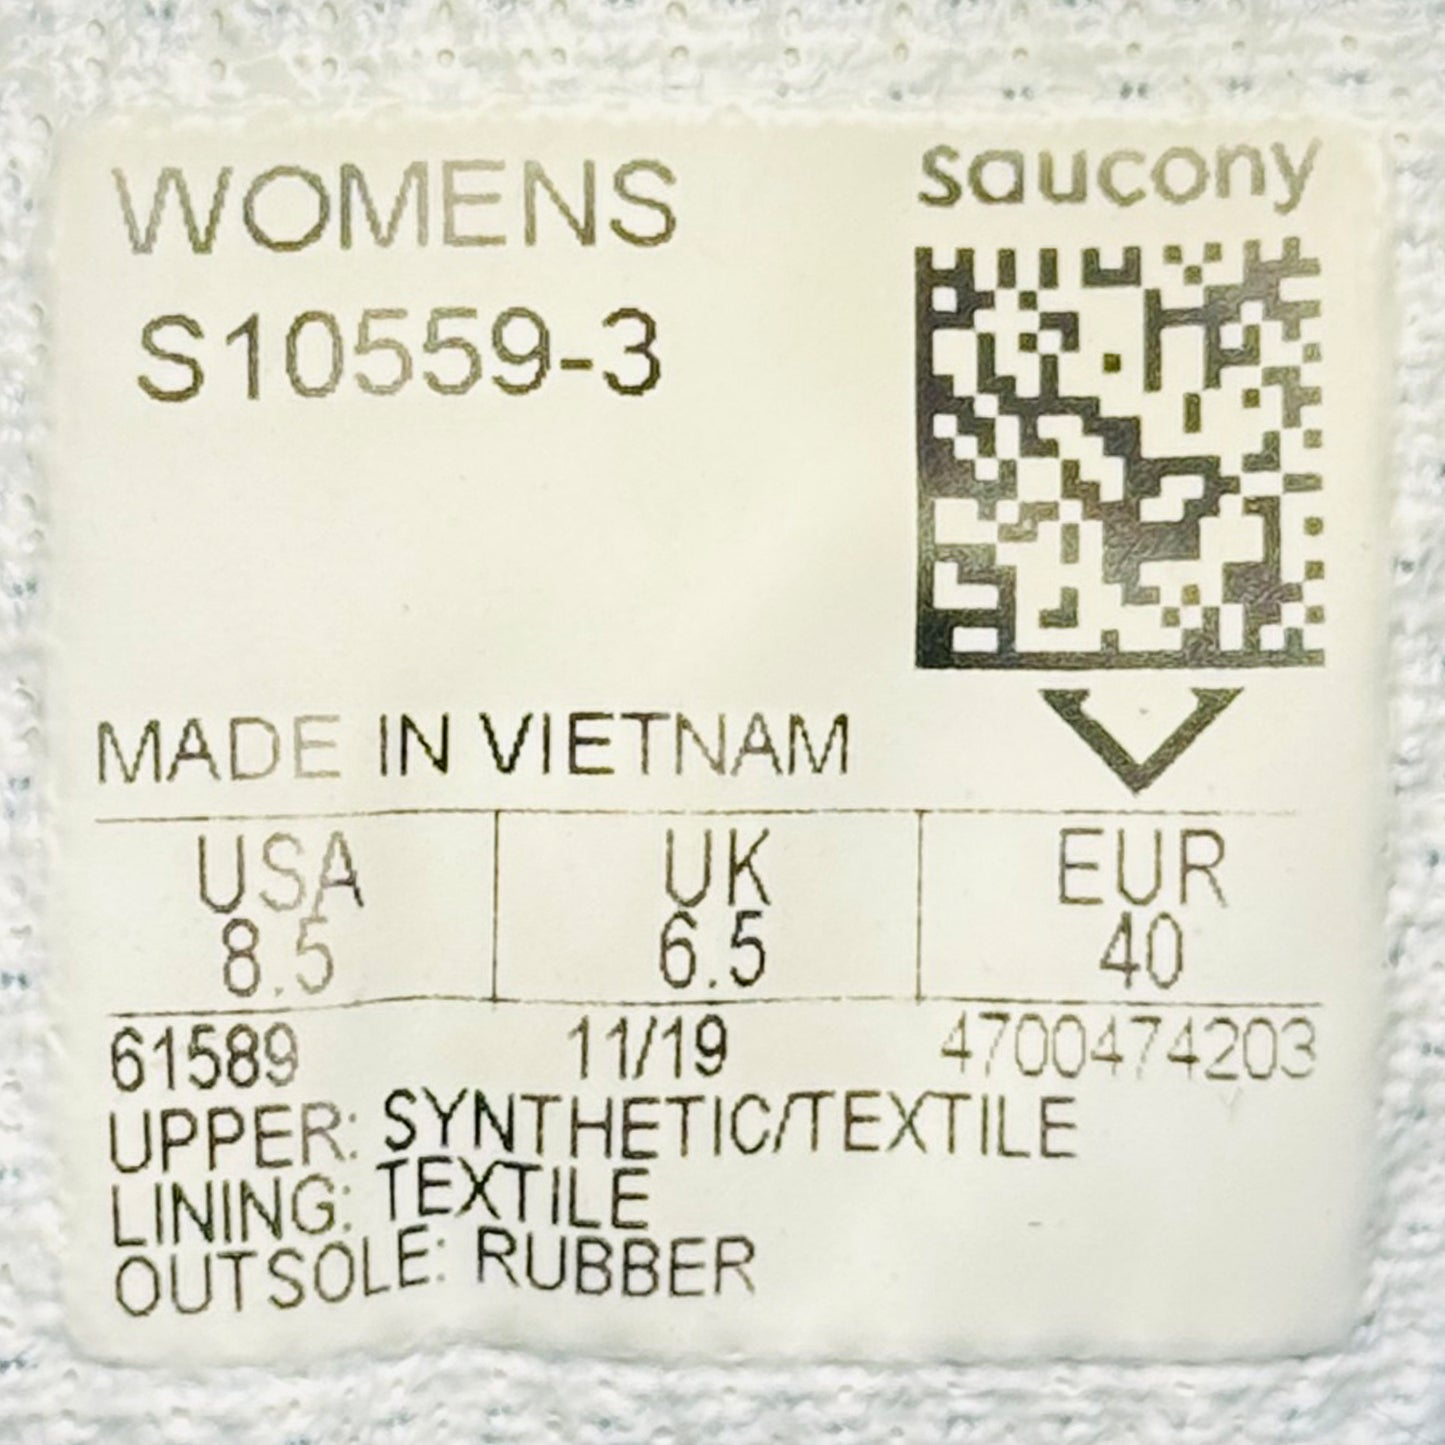 WOMENS
saucony
S10559-3
MADE IN VIETNAM
USA UK EUR
8.5 6.5 40
61589 11/19 4700474203
UPPER: SYNTHETIC/TEXTILE
LINING: TEXTILE
OUTSOLE: RUBBER